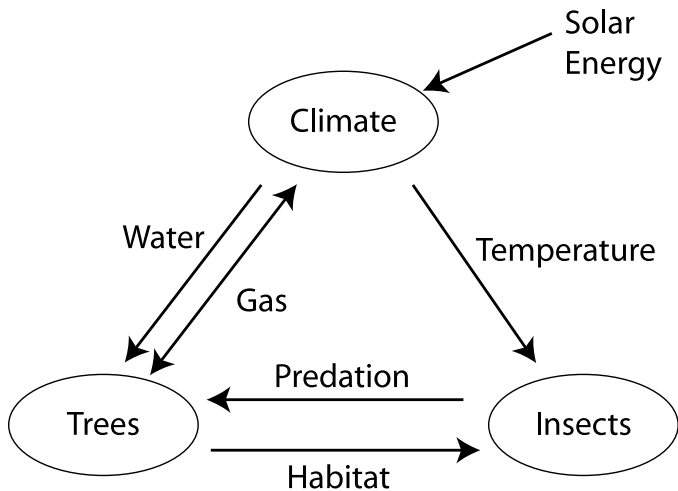 Solar
Energy
Climate
Water
Temperature
Gas
Predation
Trees
Insects
Habitat